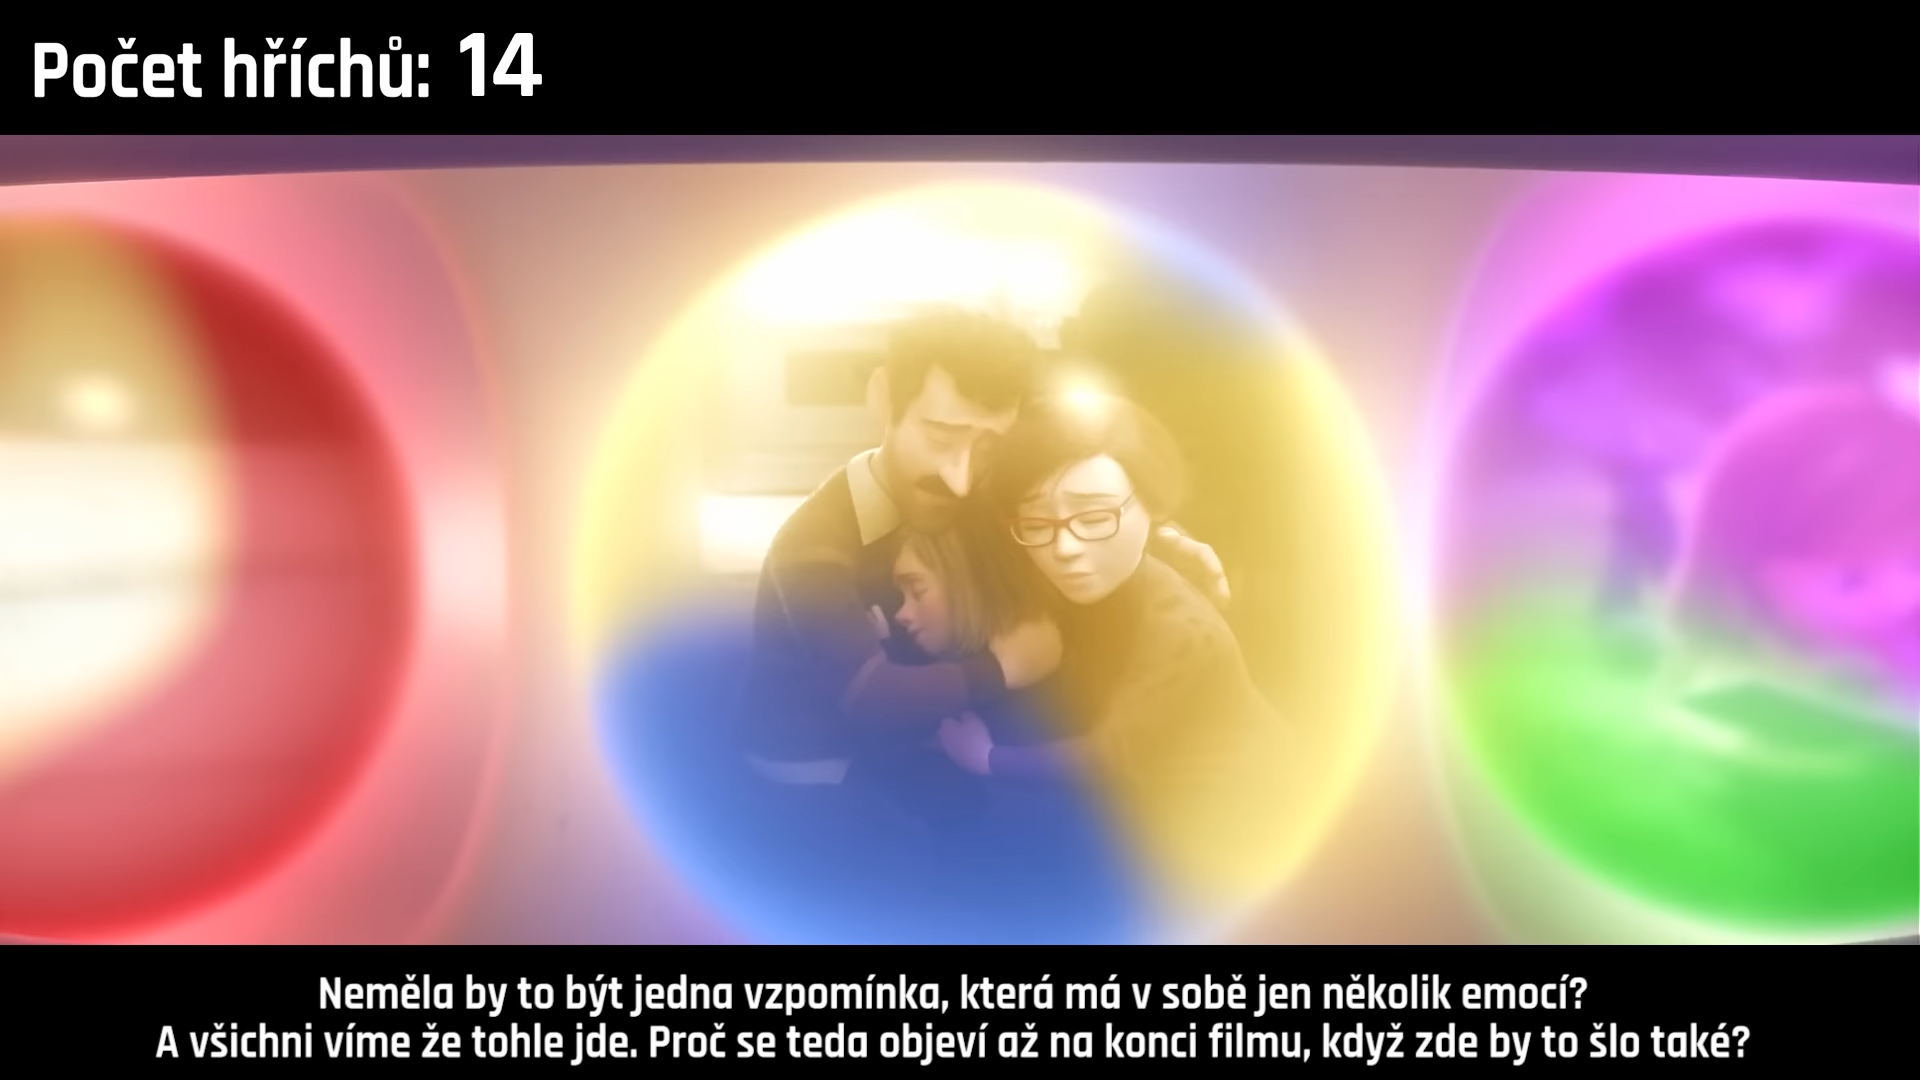 Počet hříchů: 14
Neměla by to být jedna vzpomínka, která má v sobě jen několik emocí?
A všichni víme že tohle jde. Proč se teda objeví až na konci filmu, když zde by to šlo také?